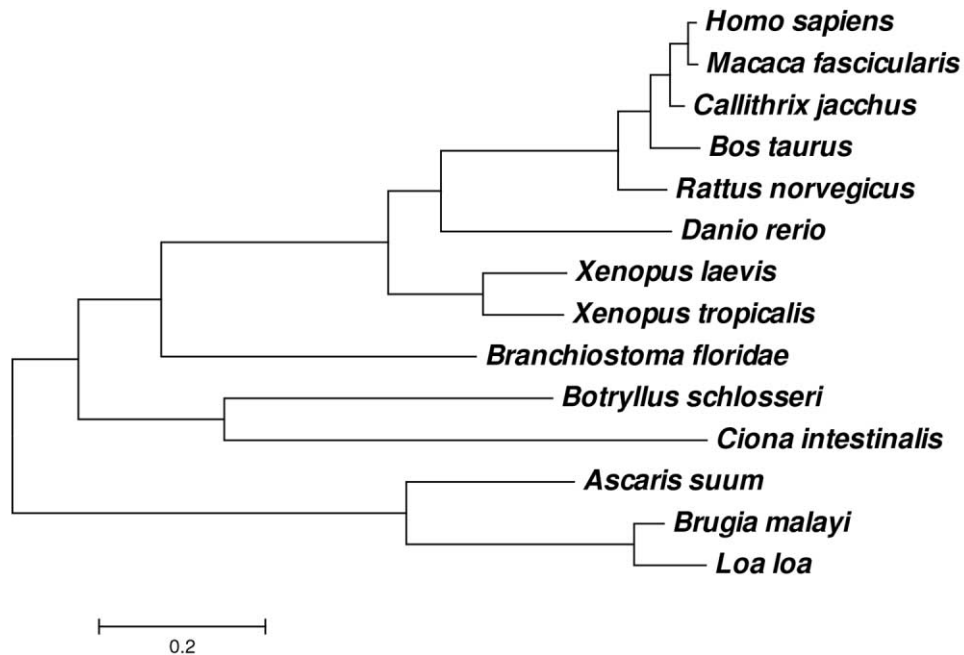 Homo sapiens
Macaca fascicularis
Callithrix jacchus
Bos taurus
Rattus norvegicus
Danio rerio
Xenopus laevis
Xenopus tropicalis
Branchiostoma floridae
Botryllus schlosseri
Ciona intestinalis
Ascaris suum
Brugia malayi
Loa loa
0.2